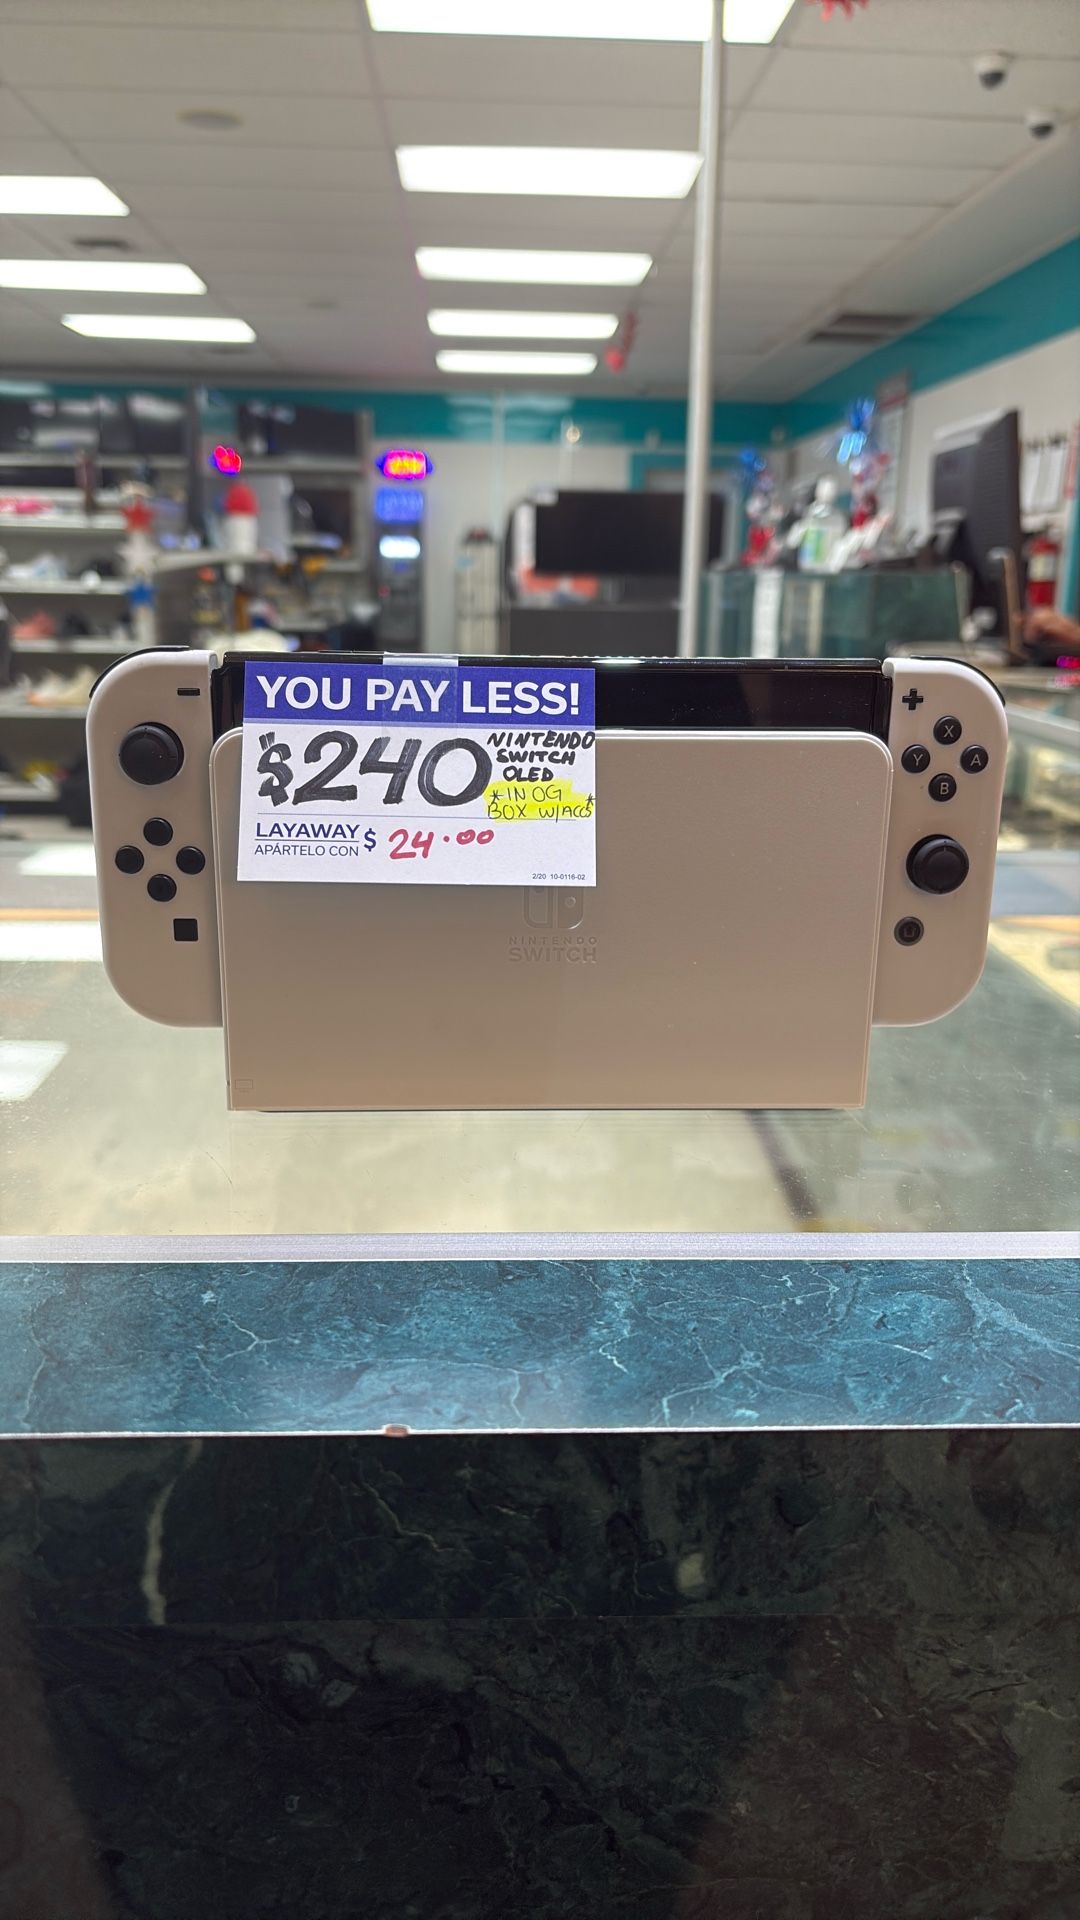 YOU PAY LESS!
$240
NINTENDO
SWITCH
OLED
*IN OG *
BOX W/ACCS
LAYAWAY $ 24.00
APÁRTELO CON
2/20 10-0116-02
NINTENDO
SWITCH
X
Y A
B